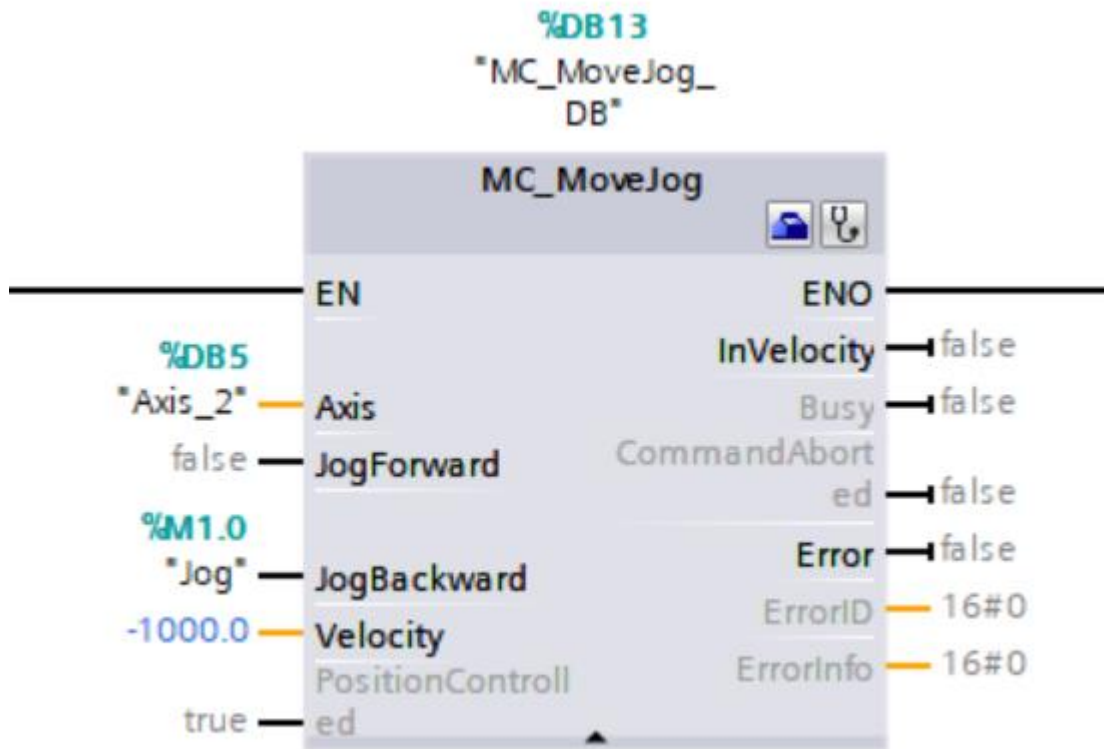 %DB13
"MC_MoveJog_
DB"
MC_MoveJog
EN
ENO
%DB5
"Axis_2"
Axis
InVelocity
false
Busy
false
false
JogForward
CommandAbort
ed
false
%M1.0
"Jog"
JogBackward
Error
false
-1000.0
Velocity
ErrorID
16#0
PositionControll
ErrorInfo
16#0
true
ed